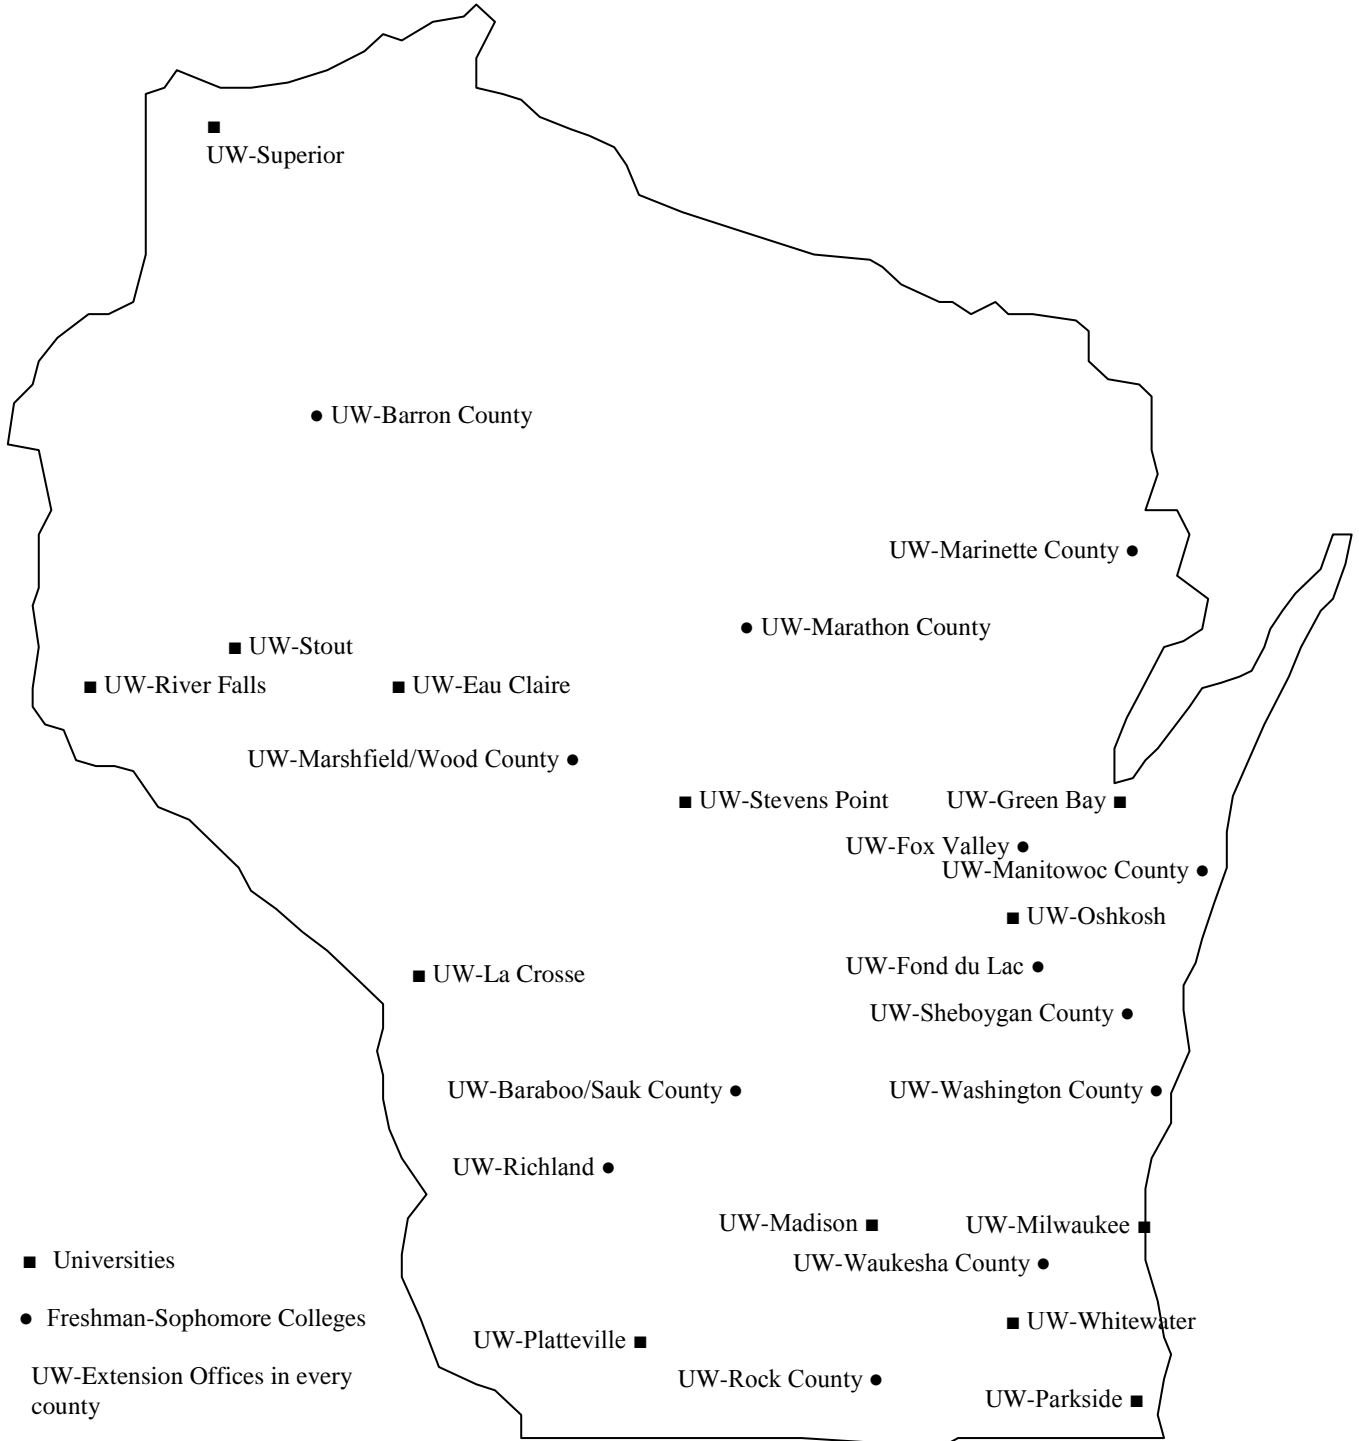 ■
UW-Superior
● UW-Barron County
UW-Marinette County ●
● UW-Marathon County
■ UW-Stout
■ UW-River Falls
■ UW-Eau Claire
UW-Marshfield/Wood County ●
■ UW-Stevens Point
UW-Green Bay ■
UW-Fox Valley ●
UW-Manitowoc County ●
■ UW-Oshkosh
UW-Fond du Lac ●
■ UW-La Crosse
UW-Sheboygan County ●
UW-Baraboo/Sauk County ●
UW-Washington County ●
UW-Richland ●
UW-Madison ■
UW-Milwaukee ■
UW-Waukesha County ●
■ Universities
● Freshman-Sophomore Colleges
■ UW-Whitewater
UW-Platteville ■
UW-Rock County ●
UW-Parkside ■
UW-Extension Offices in every
county